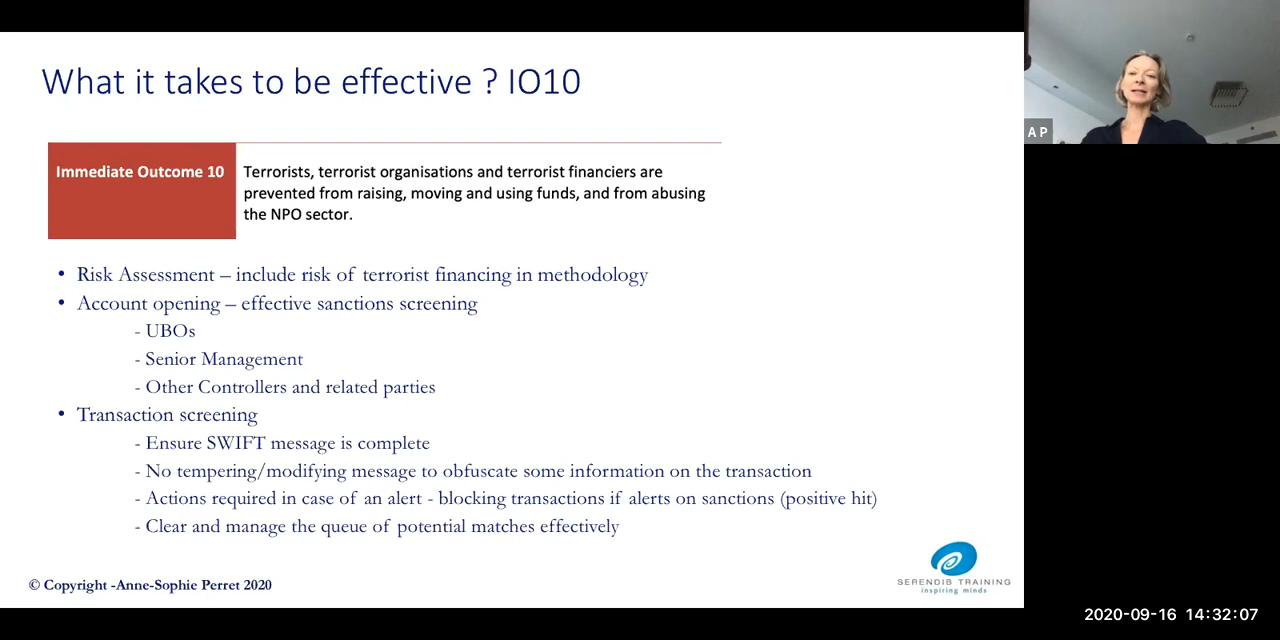 What it takes to be effective ? IO10
Immediate Outcome 10
Terrorists, terrorist organisations and terrorist financiers are
prevented from raising, moving and using funds, and from abusing
the NPO sector.
• Risk Assessment – include risk of terrorist financing in methodology
• Account opening – effective sanctions screening
- UBOs
- Senior Management
- Other Controllers and related parties
• Transaction screening
- Ensure SWIFT message is complete
- No tempering/modifying message to obfuscate some information on the transaction
- Actions required in case of an alert - blocking transactions if alerts on sanctions (positive hit)
- Clear and manage the queue of potential matches effectively
© Copyright -Anne-Sophie Perret 2020
SERENDIB TRAINING
inspiring minds
A P
2020-09-16 14:32:07